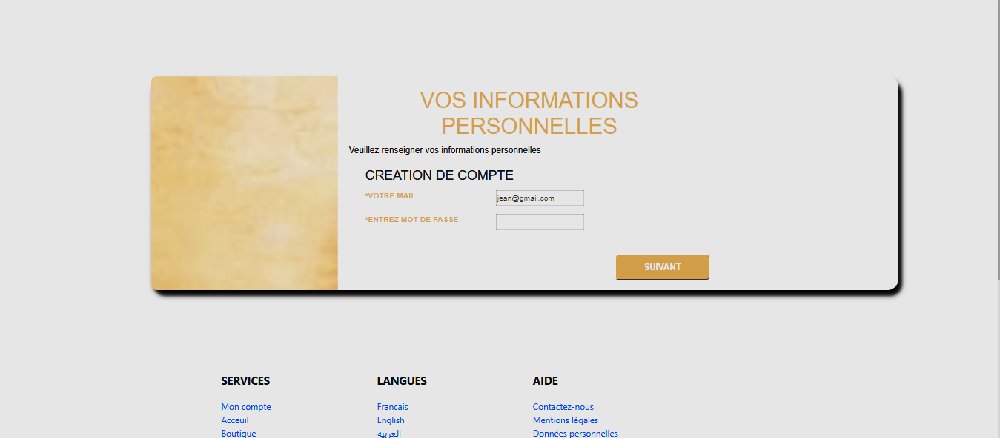 VOS INFORMATIONS
PERSONNELLES
Veuillez renseigner vos informations personnelles
CREATION DE COMPTE
*VOTRE MAIL
jean@gmail.com
*ENTREZ MOT DE PASSE
SUIVANT
SERVICES
Mon compte
Acceuil
Boutique
LANGUES
Francais
English
العربية
AIDE
Contactez-nous
Mentions légales
Données personnelles